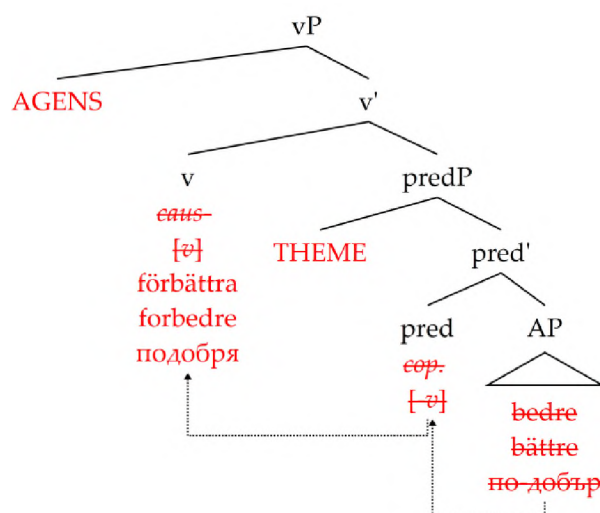 vP
AGENS
v'
v
predP
caus-
[v]
THEME
pred'
förbättra
forbedre
подобря
pred
AP
cop.
[-v]
bedre
bättre
по-добър